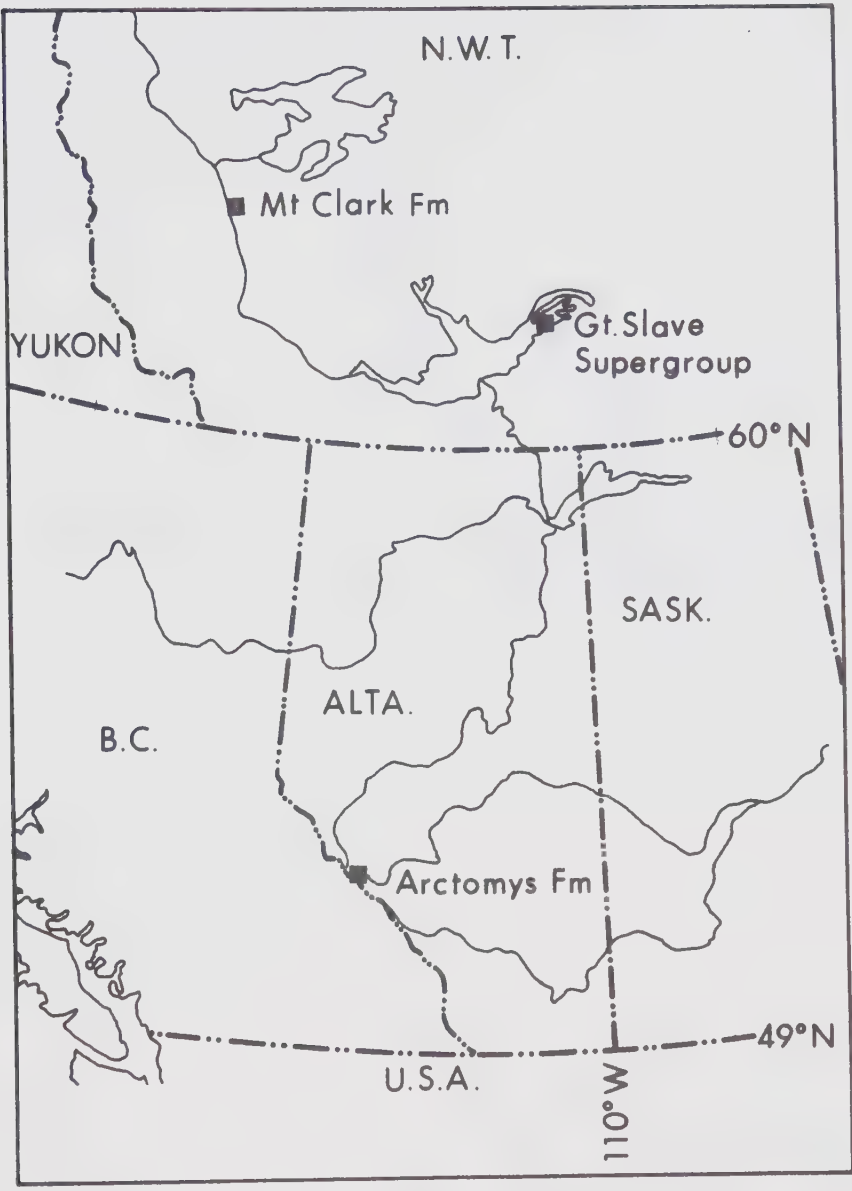 N.W.T.
Mt Clark Fm
Gt. Slave
Supergroup
YUKON
60°N
SASK.
ALTA.
B.C.
Arctomys Fm
49°N
U.S.A.
110°W